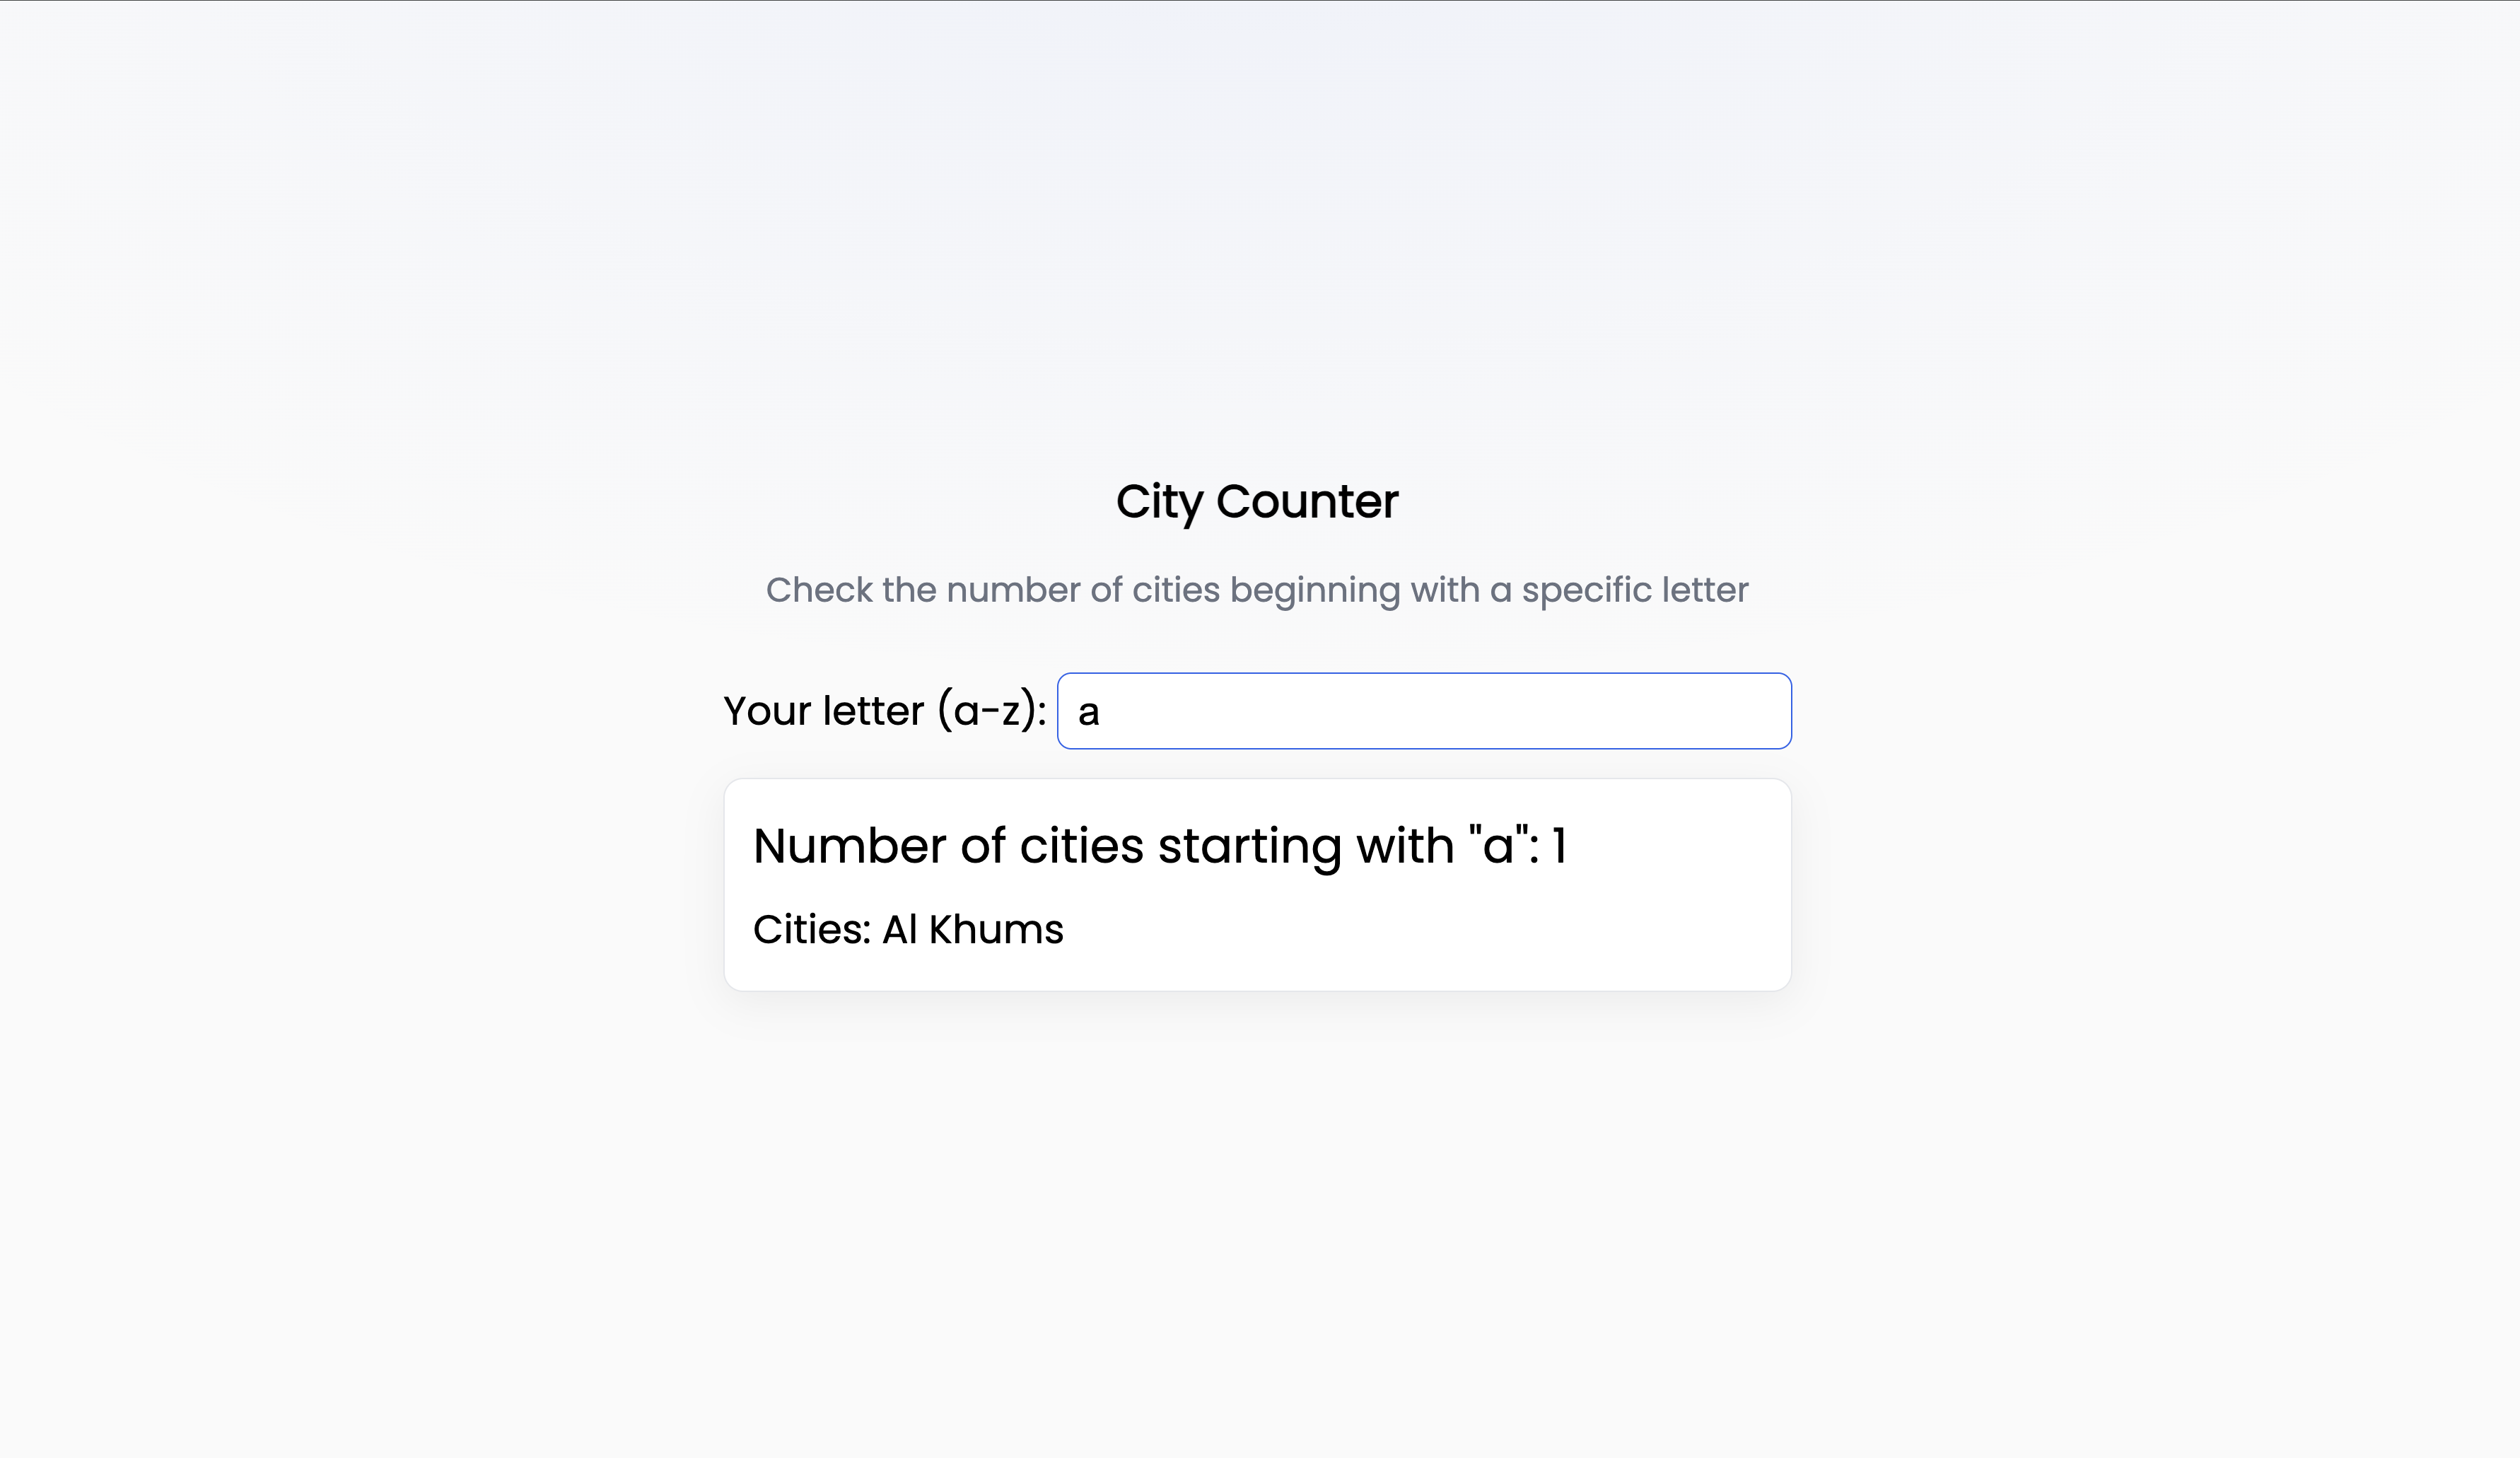 City Counter
Check the number of cities beginning with a specific letter
Your letter (a-z): a
Number of cities starting with "a": 1
Cities: Al Khums